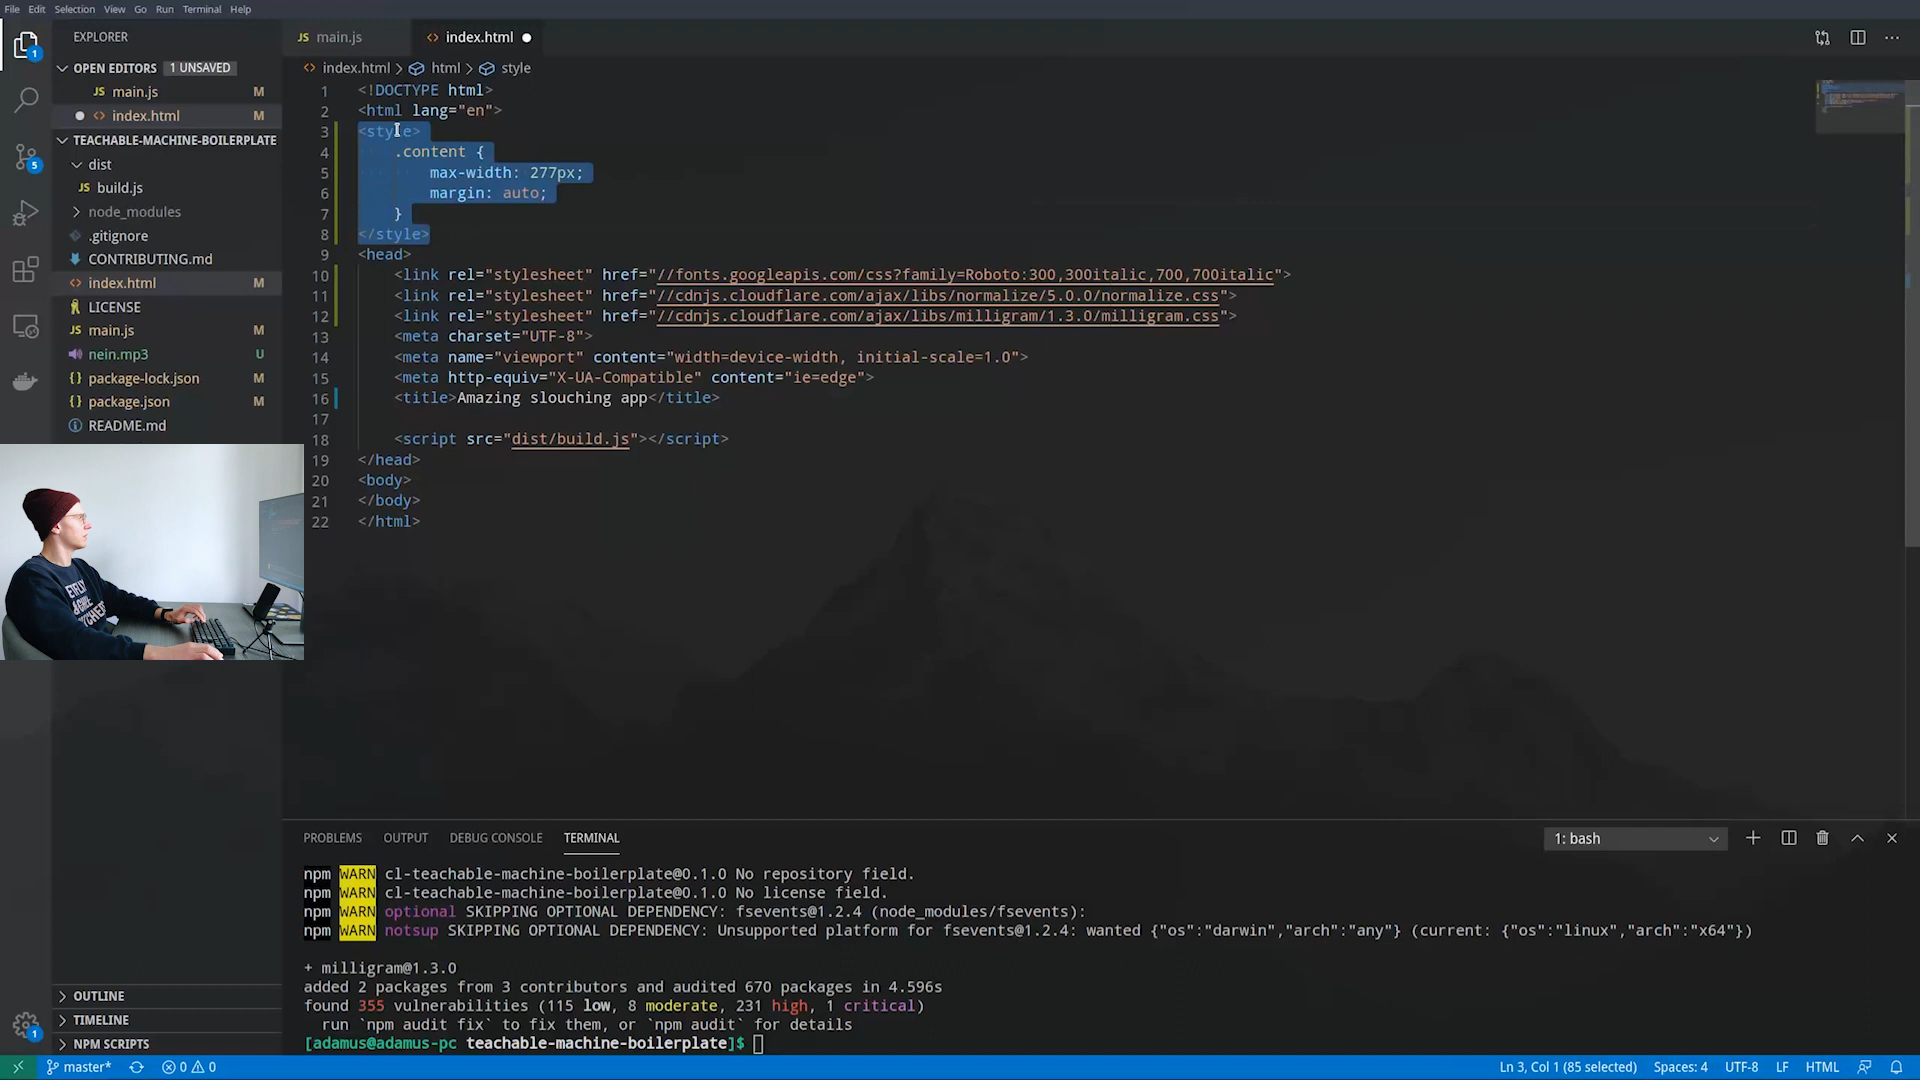 File Edit Selection View Go Run Terminal Help
EXPLORER
OPEN EDITORS 1 UNSAVED
JS main.js M
<> index.html M
TEACHABLE-MACHINE-BOILERPLATE
dist
JS build.js
node_modules
.gitignore
CONTRIBUTING.md
<> index.html M
LICENSE
JS main.js M
nein.mp3 U
{} package-lock.json M
{} package.json M
README.md
OUTLINE
TIMELINE
NPM SCRIPTS
1
5
1
JS main.js <> index.html
<> index.html > html > style
1 <!DOCTYPE html>
2 <html lang="en">
3 <style>
4 .content {
5 max-width: 277px;
6 margin: auto;
7 }
8 </style>
9 <head>
10 <link rel="stylesheet" href="//fonts.googleapis.com/css?family=Roboto:300,300italic,700,700italic">
11 <link rel="stylesheet" href="//cdnjs.cloudflare.com/ajax/libs/normalize/5.0.0/normalize.css">
12 <link rel="stylesheet" href="//cdnjs.cloudflare.com/ajax/libs/milligram/1.3.0/milligram.css">
13 <meta charset="UTF-8">
14 <meta name="viewport" content="width=device-width, initial-scale=1.0">
15 <meta http-equiv="X-UA-Compatible" content="ie=edge">
16 <title>Amazing slouching app</title>
17
18 <script src="dist/build.js"></script>
19 </head>
20 <body>
21 </body>
22 </html>
PROBLEMS OUTPUT DEBUG CONSOLE TERMINAL 1: bash
npm WARN cl-teachable-machine-boilerplate@0.1.0 No repository field.
npm WARN cl-teachable-machine-boilerplate@0.1.0 No license field.
npm WARN optional SKIPPING OPTIONAL DEPENDENCY: fsevents@1.2.4 (node_modules/fsevents):
npm WARN notsup SKIPPING OPTIONAL DEPENDENCY: Unsupported platform for fsevents@1.2.4: wanted {"os":"darwin","arch":"any"} (current: {"os":"linux","arch":"x64"})
+ milligram@1.3.0
added 2 packages from 3 contributors and audited 670 packages in 4.596s
found 355 vulnerabilities (115 low, 8 moderate, 231 high, 1 critical)
run `npm audit fix` to fix them, or `npm audit` for details
[adamus@adamus-pc teachable-machine-boilerplate]$
master* 0 0 Ln 3, Col 1 (85 selected) Spaces: 4 UTF-8 LF HTML